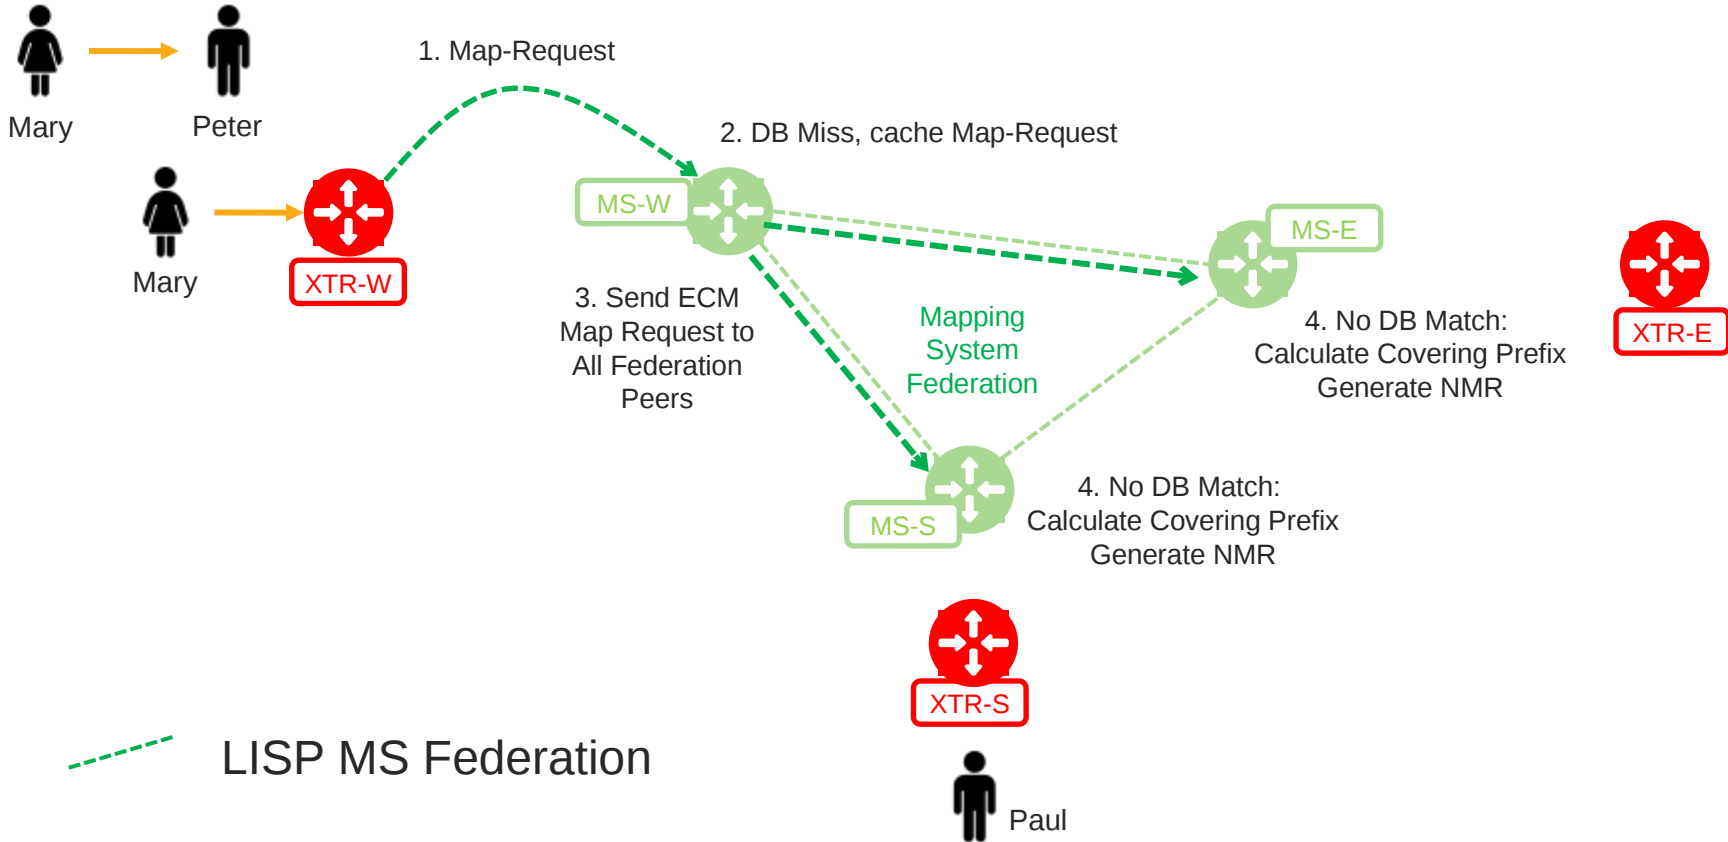 1. Map-Request
Mary
Peter
2. DB Miss, cache Map-Request
MS-W
MS-E
Mary
XTR-W
3. Send ECM
Map Request to
All Federation
Peers
Mapping
System
Federation
4. No DB Match:
Calculate Covering Prefix
Generate NMR
XTR-E
MS-S
4. No DB Match:
Calculate Covering Prefix
Generate NMR
XTR-S
LISP MS Federation
Paul